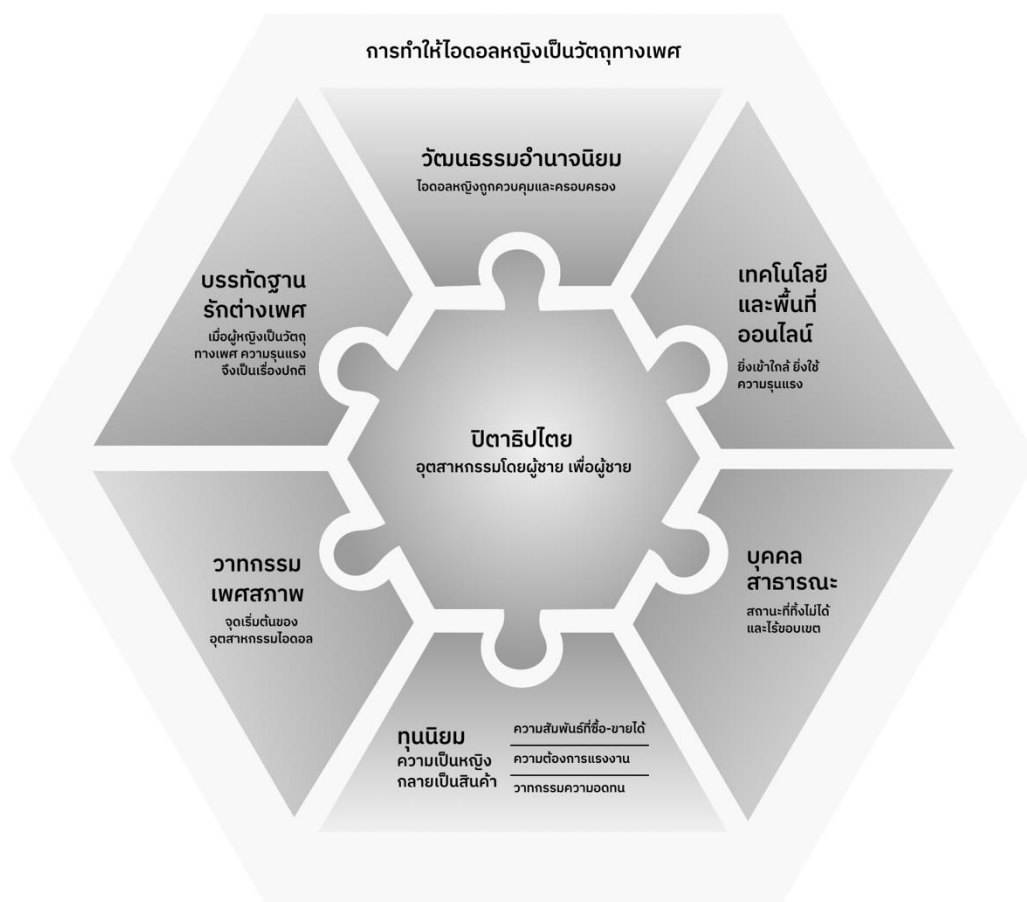 การทำให้ไอดอลหญิงเป็นวัตถุทางเพศ
วัฒนธรรมอำนาจนิยม
ไอดอลหญิงถูกควบคุมและครอบครอง
บรรทัดฐาน
รักต่างเพศ
เมื่อผู้หญิงเป็นวัตถุ
ทางเพศ ความรุนแรง
จึงเป็นเรื่องปกติ
เทคโนโลยี
และพื้นที่
ออนไลน์
ยิ่งเข้าใกล้ ยิ่งใช้
ความรุนแรง
ปิตาธิปไตย
อุตสาหกรรมโดยผู้ชาย เพื่อผู้ชาย
วาทกรรม
เพศสภาพ
จุดเริ่มต้นของ
อุตสาหกรรมไอดอล
บุคคล
สาธารณะ
สถานะที่ทิ้งไม่ได้
และไร้ขอบเขต
ทุนนิยม
ความเป็นหญิง
กลายเป็นสินค้า
ความสัมพันธ์ที่ซื้อ-ขายได้
ความต้องการแรงงาน
วาทกรรมความอดทน